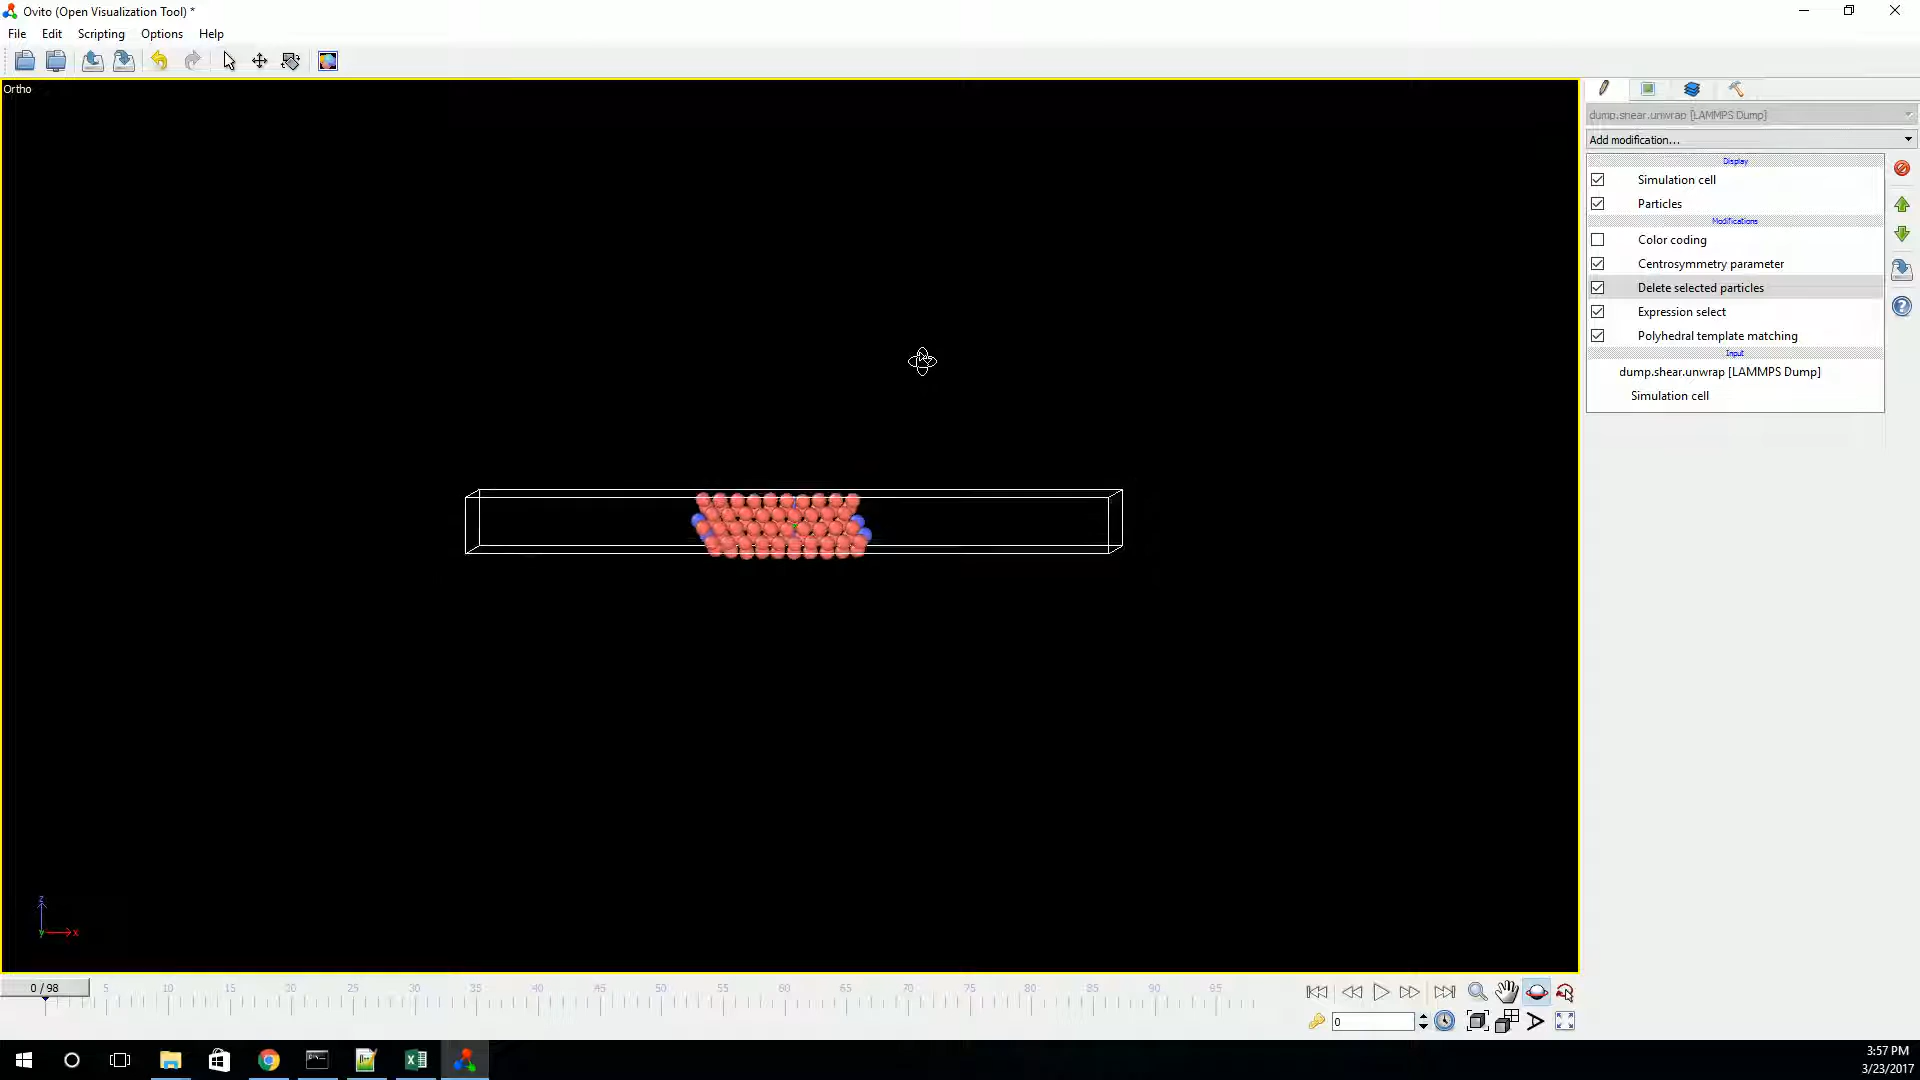 Ovito (Open Visualization Tool) *
File Edit Scripting Options Help
Ortho
dump.shear.unwrap [LAMMPS Dump]
Add modification...
Display
Simulation cell
Particles
Modifications
Color coding
Centrosymmetry parameter
Delete selected particles
Expression select
Polyhedral template matching
Input
dump.shear.unwrap [LAMMPS Dump]
Simulation cell
z
y
x
0 / 98 5 10 15 20 25 30 35 40 45 50 55 60 65 70 75 80 85 90 95
0
3:57 PM
3/23/2017